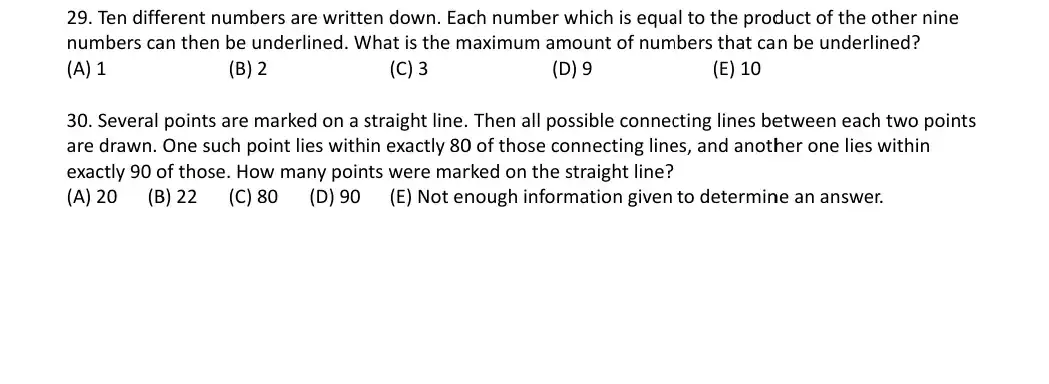 29. Ten different numbers are written down. Each number which is equal to the product of the other nine
numbers can then be underlined. What is the maximum amount of numbers that can be underlined?
(A) 1 (B) 2 (C) 3 (D) 9 (E) 10
30. Several points are marked on a straight line. Then all possible connecting lines between each two points
are drawn. One such point lies within exactly 80 of those connecting lines, and another one lies within
exactly 90 of those. How many points were marked on the straight line?
(A) 20 (B) 22 (C) 80 (D) 90 (E) Not enough information given to determine an answer.